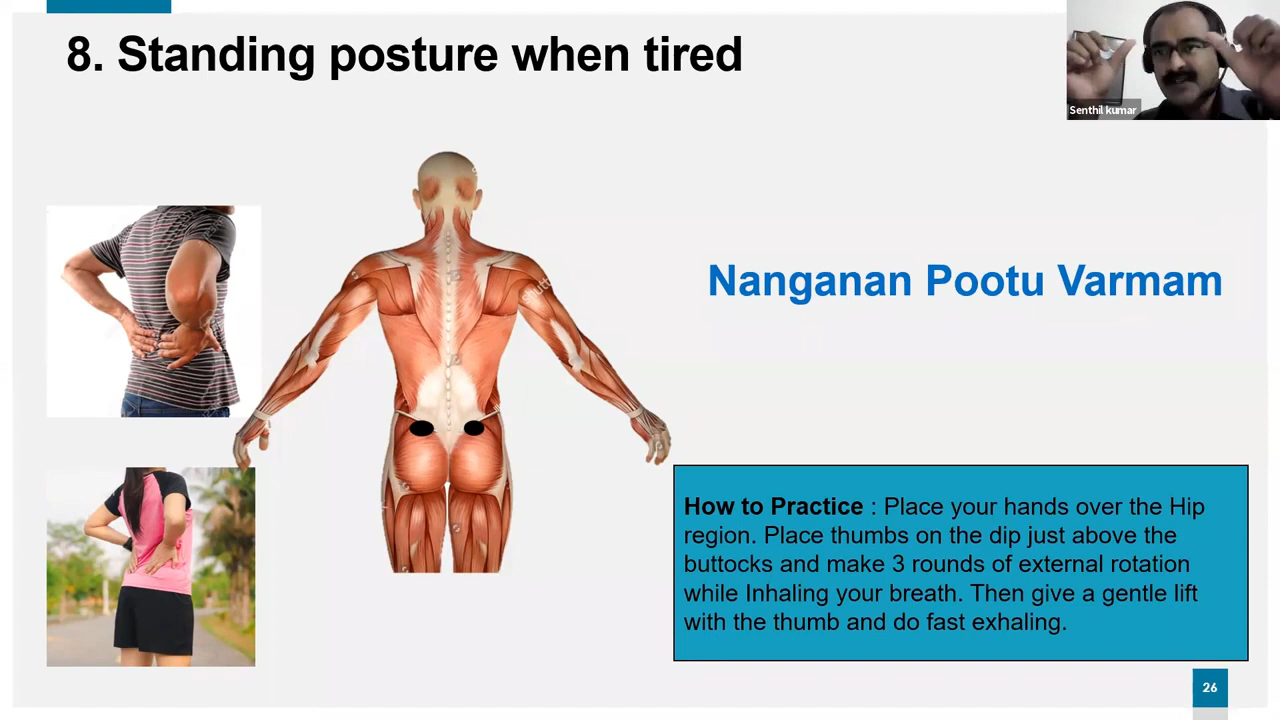 8. Standing posture when tired
Senthil kumar
Nanganan Pootu Varmam
How to Practice : Place your hands over the Hip
region. Place thumbs on the dip just above the
buttocks and make 3 rounds of external rotation
while Inhaling your breath. Then give a gentle lift
with the thumb and do fast exhaling.
26